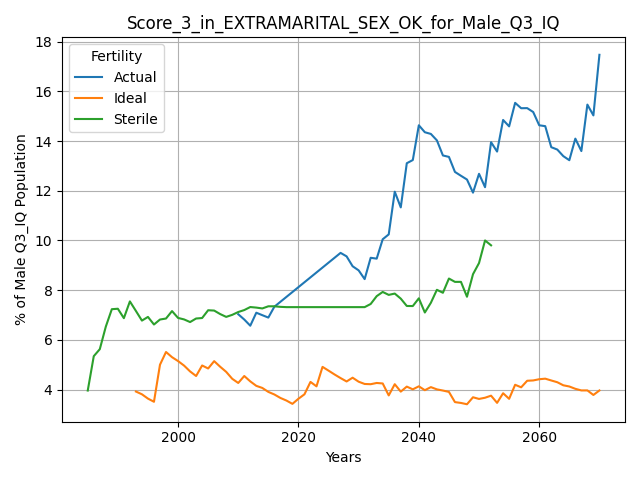 Score_3_in_EXTRAMARITAL_SEX_OK_for_Male_Q3_IQ
Fertility
Actual
Ideal
Sterile
% of Male Q3_IQ Population
18
16
14
12
10
8
6
4
2000
2020
2040
2060
Years